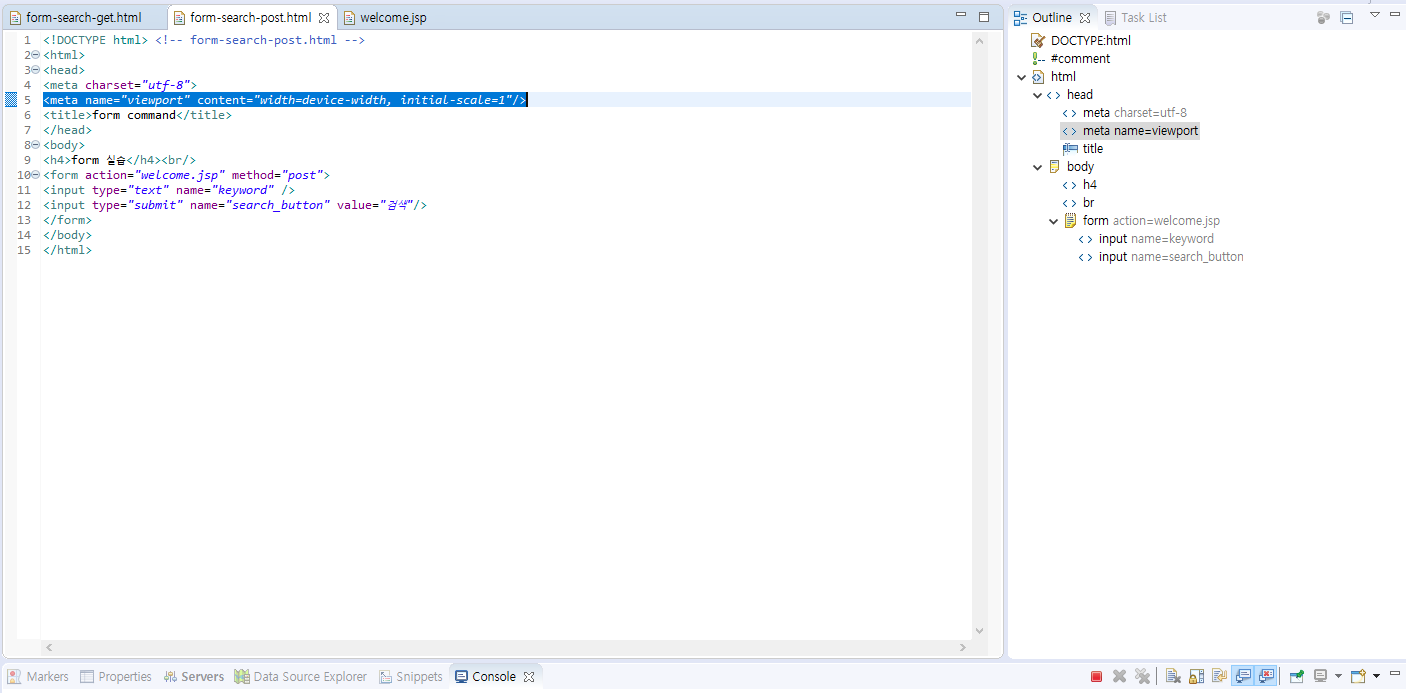 form-search-get.html form-search-post.html welcome.jsp
1 <!DOCTYPE html> <!-- form-search-post.html -->
2 <html>
3 <head>
4 <meta charset="utf-8">
5 <meta name="viewport" content="width=device-width, initial-scale=1"/>
6 <title>form command</title>
7 </head>
8 <body>
9 <h4>form 실습</h4><br/>
10 <form action="welcome.jsp" method="post">
11 <input type="text" name="keyword" />
12 <input type="submit" name="search_button" value="검색"/>
13 </form>
14 </body>
15 </html>
Outline Task List
DOCTYPE:html
#comment
html
head
meta charset=utf-8
meta name=viewport
title
body
h4
br
form action=welcome.jsp
input name=keyword
input name=search_button
Markers Properties Servers Data Source Explorer Snippets Console